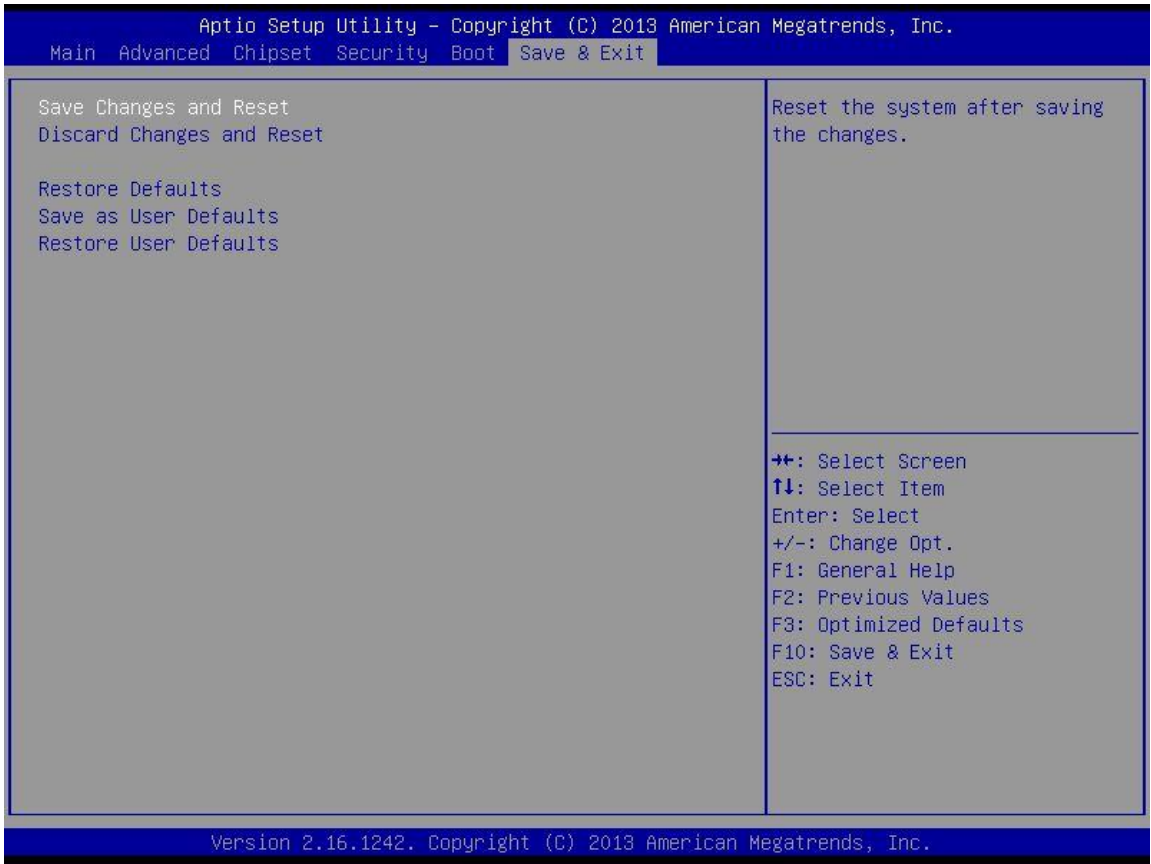 Aptio Setup Utility – Copyright (C) 2013 American Megatrends, Inc.
Main Advanced Chipset Security Boot Save & Exit
Save Changes and Reset
Discard Changes and Reset
Restore Defaults
Save as User Defaults
Restore User Defaults
Reset the system after saving
the changes.
→←: Select Screen
↑↓: Select Item
Enter: Select
+/-: Change Opt.
F1: General Help
F2: Previous Values
F3: Optimized Defaults
F10: Save & Exit
ESC: Exit
Version 2.16.1242. Copyright (C) 2013 American Megatrends, Inc.